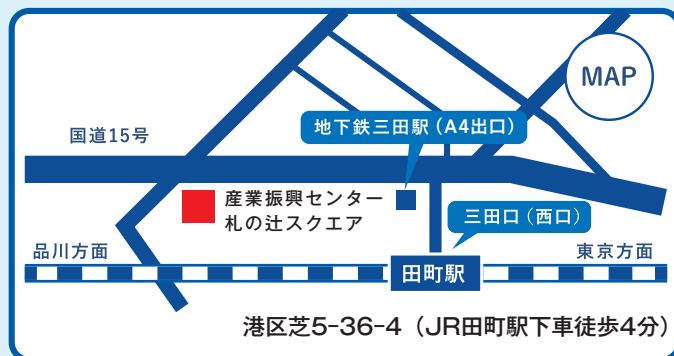 MAP
地下鉄三田駅（A4出口）
国道15号
産業振興センター
札の辻スクエア
三田口（西口）
品川方面
東京方面
田町駅
港区芝5-36-4（JR田町駅下車徒歩4分）